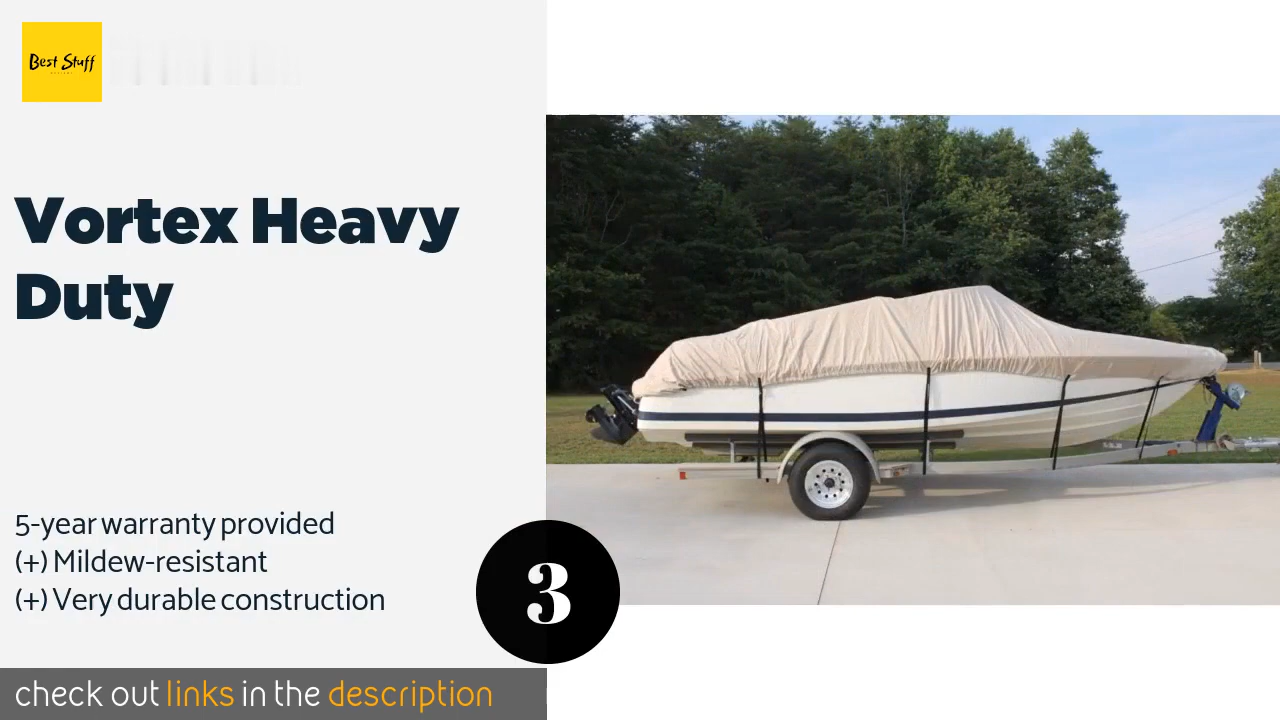 Best Stuff
Vortex Heavy
Duty
5-year warranty provided
(+) Mildew-resistant
(+) Very durable construction
3
check out links in the description